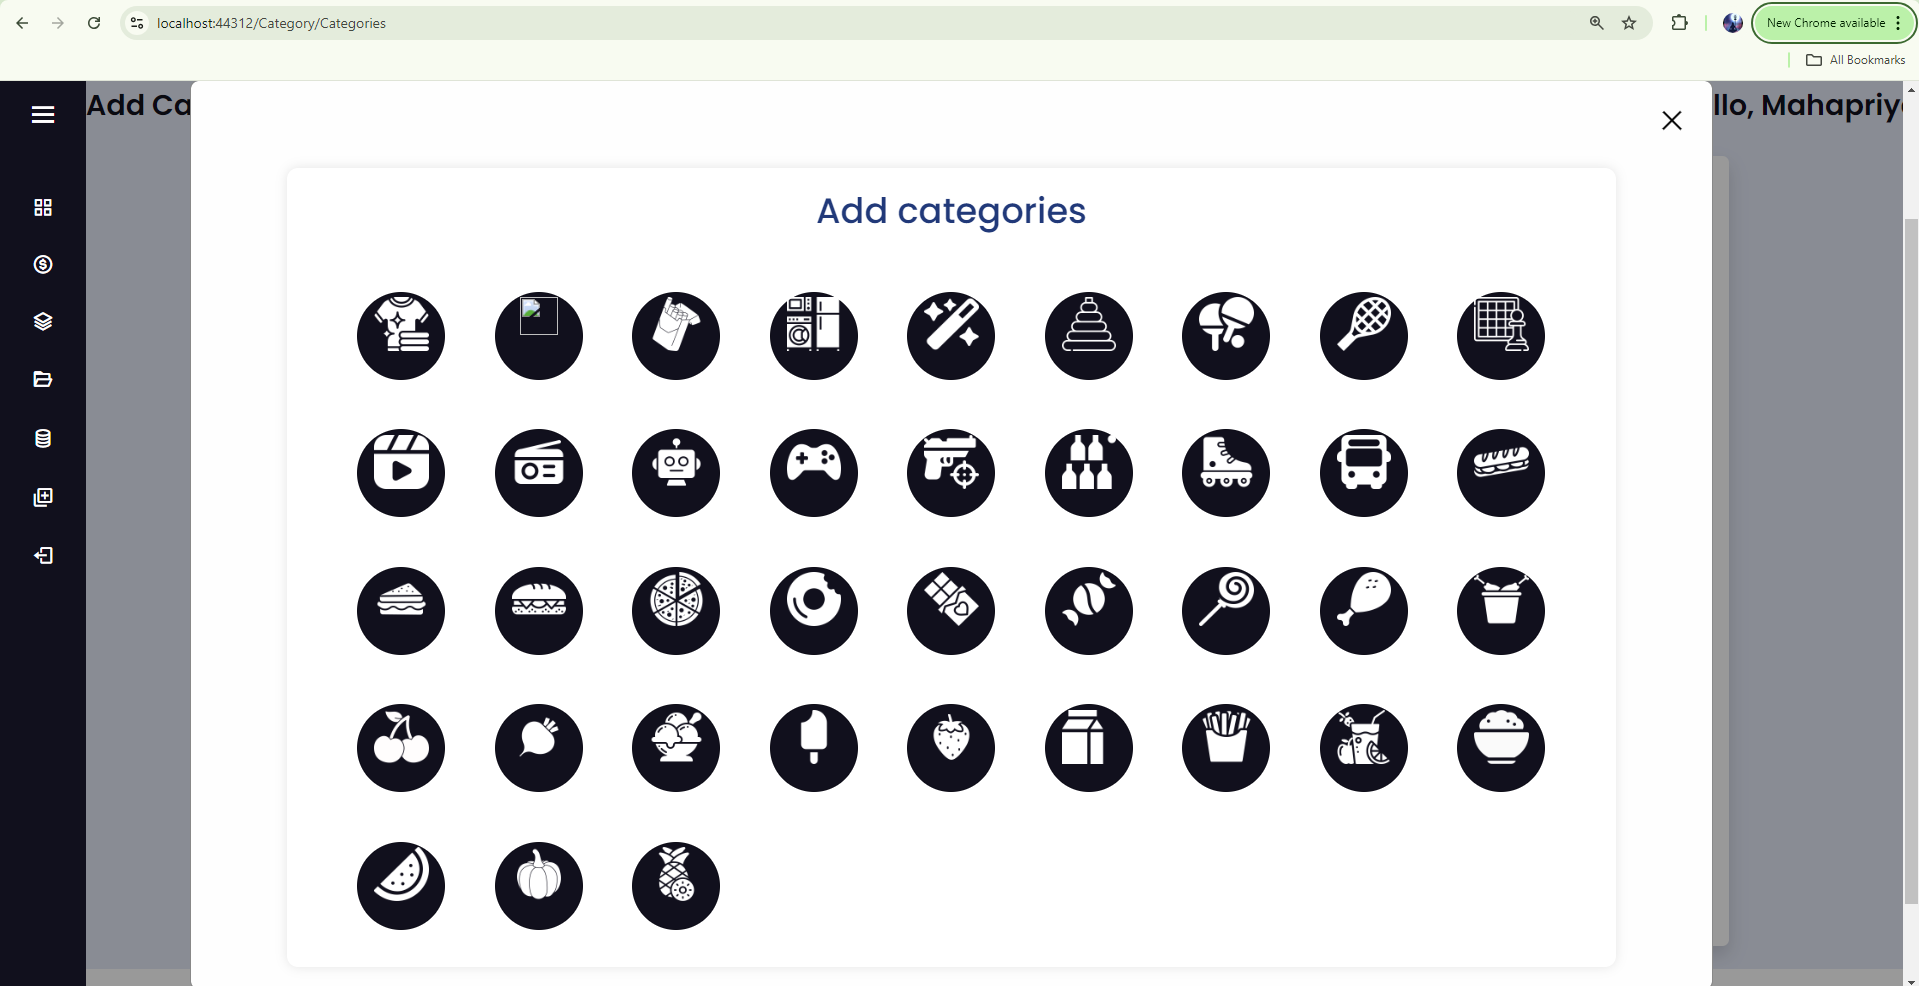 localhost:44312/Category/Categories
New Chrome available
All Bookmarks
Add Ca
llo, Mahapriy
Add categories